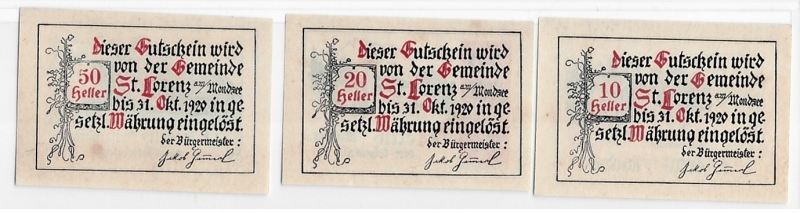 Dieser Gutschein wird
von der Gemeinde
50 Heller
St. Lorenz am/Mondsee
bis 31. Okt. 1920 in ge-
setzl. Währung eingelöst.
der Bürgermeister:
Dieser Gutschein wird
von der Gemeinde
20 Heller
St. Lorenz am/Mondsee
bis 31. Okt. 1920 in ge-
setzl. Währung eingelöst.
der Bürgermeister:
Dieser Gutschein wird
von der Gemeinde
10 Heller
St. Lorenz am/Mondsee
bis 31. Okt. 1920 in ge-
setzl. Währung eingelöst.
der Bürgermeister: